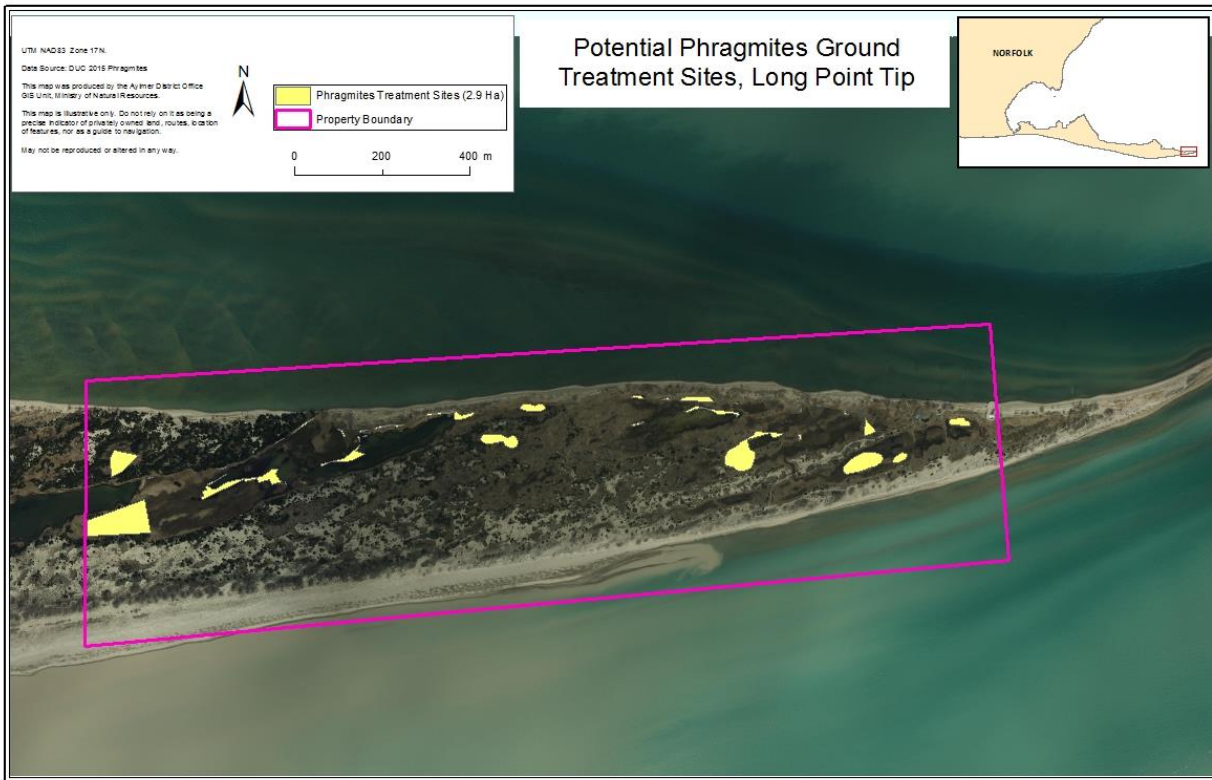 UTM NAD83 Zone 17N.
Data Source: DUC 2015 Phragmites
This map was produced by the Aylmer District Office
GIS Unit, Ministry of Natural Resources.
This map is illustrative only. Do not rely on it as being a
precise indicator of privately owned land, routes, location
of features, nor as a guide to navigation.
May not be reproduced or altered in any way.
N
Phragmites Treatment Sites (2.9 Ha)
Property Boundary
0 200 400 m
Potential Phragmites Ground
Treatment Sites, Long Point Tip
NORFOLK